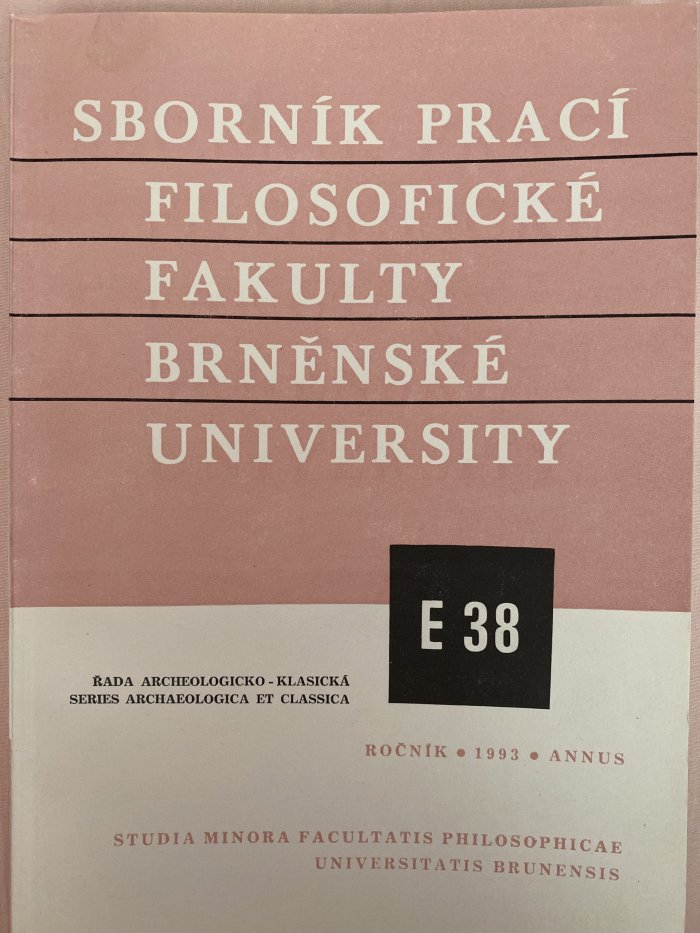 SBORNÍK PRACÍ
FILOSOFICKÉ
FAKULTY
BRNĚNSKÉ
UNIVERSITY
E 38
ŘADA ARCHEOLOGICKO - KLASICKÁ
SERIES ARCHAEOLOGICA ET CLASSICA
ROČNÍK • 1993 • ANNUS
STUDIA MINORA FACULTATIS PHILOSOPHICAE
UNIVERSITATIS BRUNENSIS